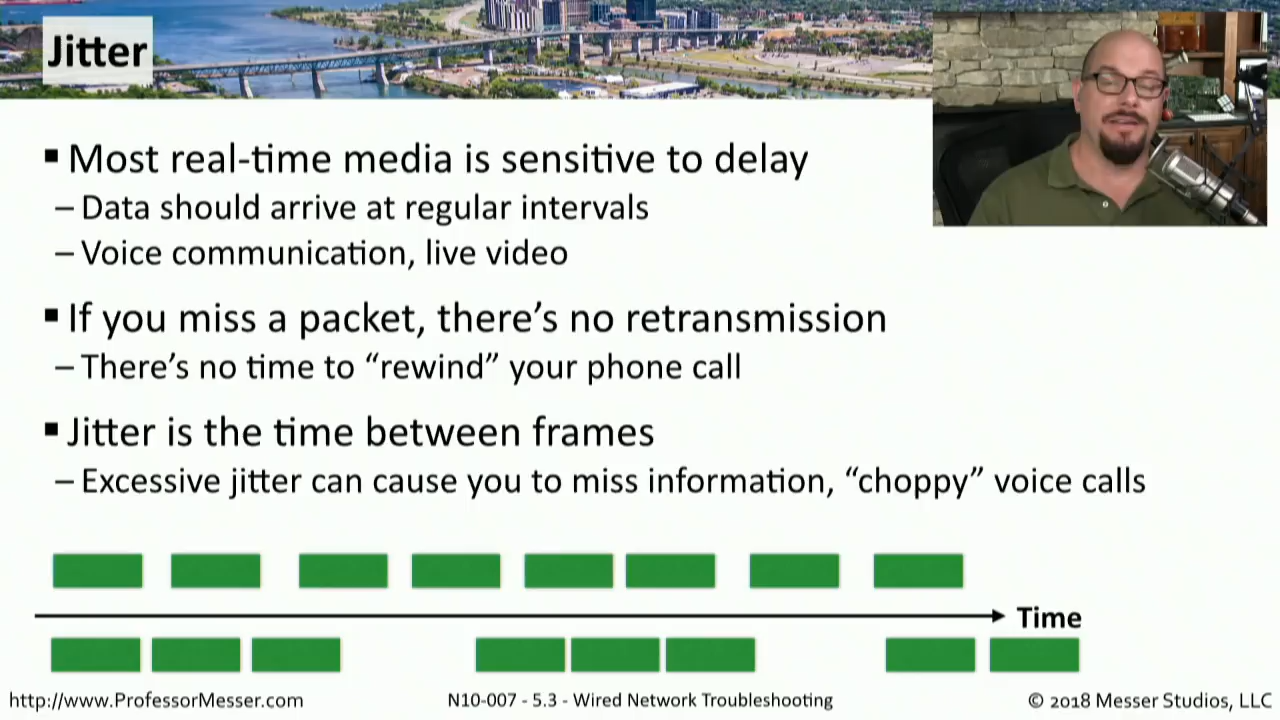 Jitter
▪ Most real-time media is sensitive to delay
– Data should arrive at regular intervals
– Voice communication, live video
▪ If you miss a packet, there’s no retransmission
– There’s no time to “rewind” your phone call
▪ Jitter is the time between frames
– Excessive jitter can cause you to miss information, “choppy” voice calls
Time
http://www.ProfessorMesser.com
N10-007 - 5.3 - Wired Network Troubleshooting
© 2018 Messer Studios, LLC